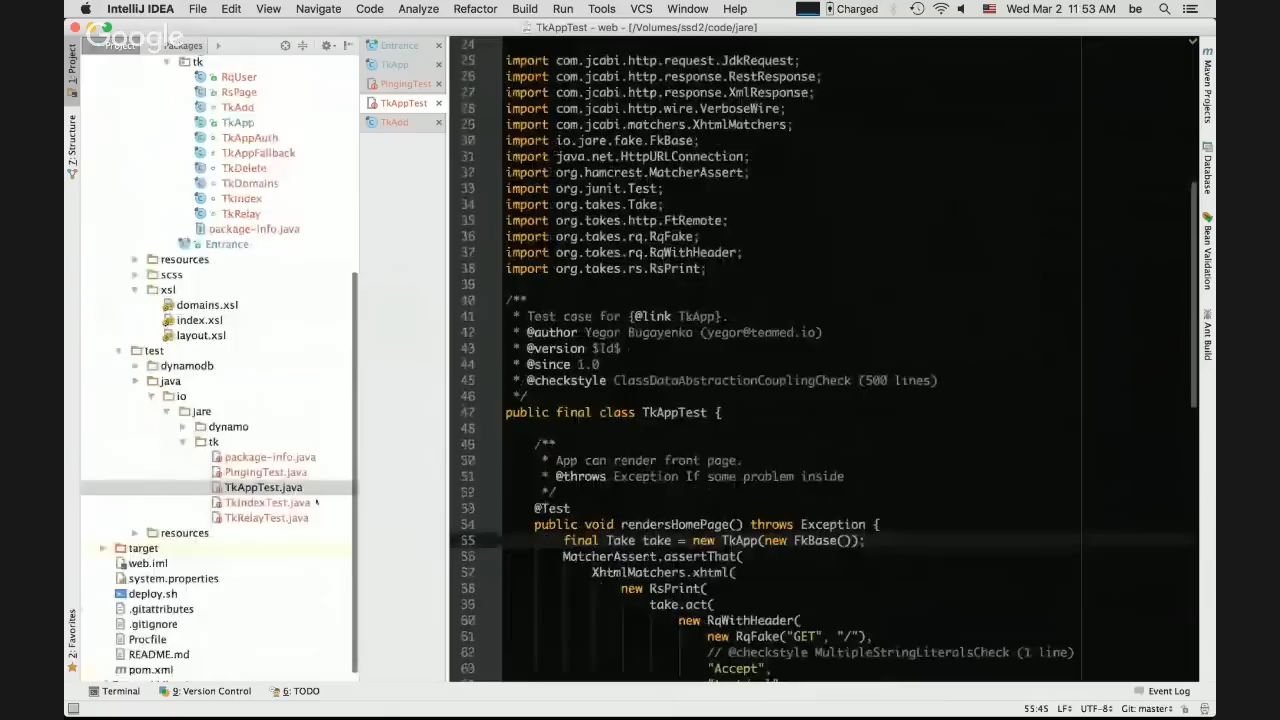 IntelliJ IDEA File Edit View Navigate Code Analyze Refactor Build Run Tools VCS Window Help Charged Wed Mar 2 11:53 AM be
TkAppTest - web - [/Volumes/ssd2/code/jare]
Google
Project Packages
1: Project
Z: Structure
2: Favorites
tk
RqUser
RsPage
TkAdd
TkApp
TkAppAuth
TkAppFallback
TkDelete
TkDomains
TkIndex
TkRelay
package-info.java
Entrance
resources
scss
xsl
domains.xsl
index.xsl
layout.xsl
test
dynamodb
java
io
jare
dynamo
tk
package-info.java
PingingTest.java
TkAppTest.java
TkIndexTest.java
TkRelayTest.java
resources
target
web.iml
system.properties
deploy.sh
.gitattributes
.gitignore
Procfile
README.md
pom.xml
Entrance
TkApp
PingingTest
TkAppTest
TkAdd
24
25 import com.jcabi.http.request.JdkRequest;
26 import com.jcabi.http.response.RestResponse;
27 import com.jcabi.http.response.XmlResponse;
28 import com.jcabi.http.wire.VerboseWire;
29 import com.jcabi.matchers.XhtmlMatchers;
30 import io.jare.fake.FkBase;
31 import java.net.HttpURLConnection;
32 import org.hamcrest.MatcherAssert;
33 import org.junit.Test;
34 import org.takes.Take;
35 import org.takes.http.FtRemote;
36 import org.takes.rq.RqFake;
37 import org.takes.rq.RqWithHeader;
38 import org.takes.rs.RsPrint;
39
40 /**
41 * Test case for {@link TkApp}.
42 * @author Yegor Bugayenko (yegor@teamed.io)
43 * @version $Id$
44 * @since 1.0
45 * @checkstyle ClassDataAbstractionCouplingCheck (500 lines)
46 */
47 public final class TkAppTest {
48
49 /**
50 * App can render front page.
51 * @throws Exception If some problem inside
52 */
53 @Test
54 public void rendersHomePage() throws Exception {
55 final Take take = new TkApp(new FkBase());
56 MatcherAssert.assertThat(
57 XhtmlMatchers.xhtml(
58 new RsPrint(
59 take.act(
60 new RqWithHeader(
61 new RqFake("GET", "/"),
62 // @checkstyle MultipleStringLiteralsCheck (1 line)
63 "Accept",
Maven Projects
Database
Bean Validation
Ant Build
Terminal 9: Version Control 6: TODO Event Log
55:45 LF÷ UTF-8÷ Git: master÷